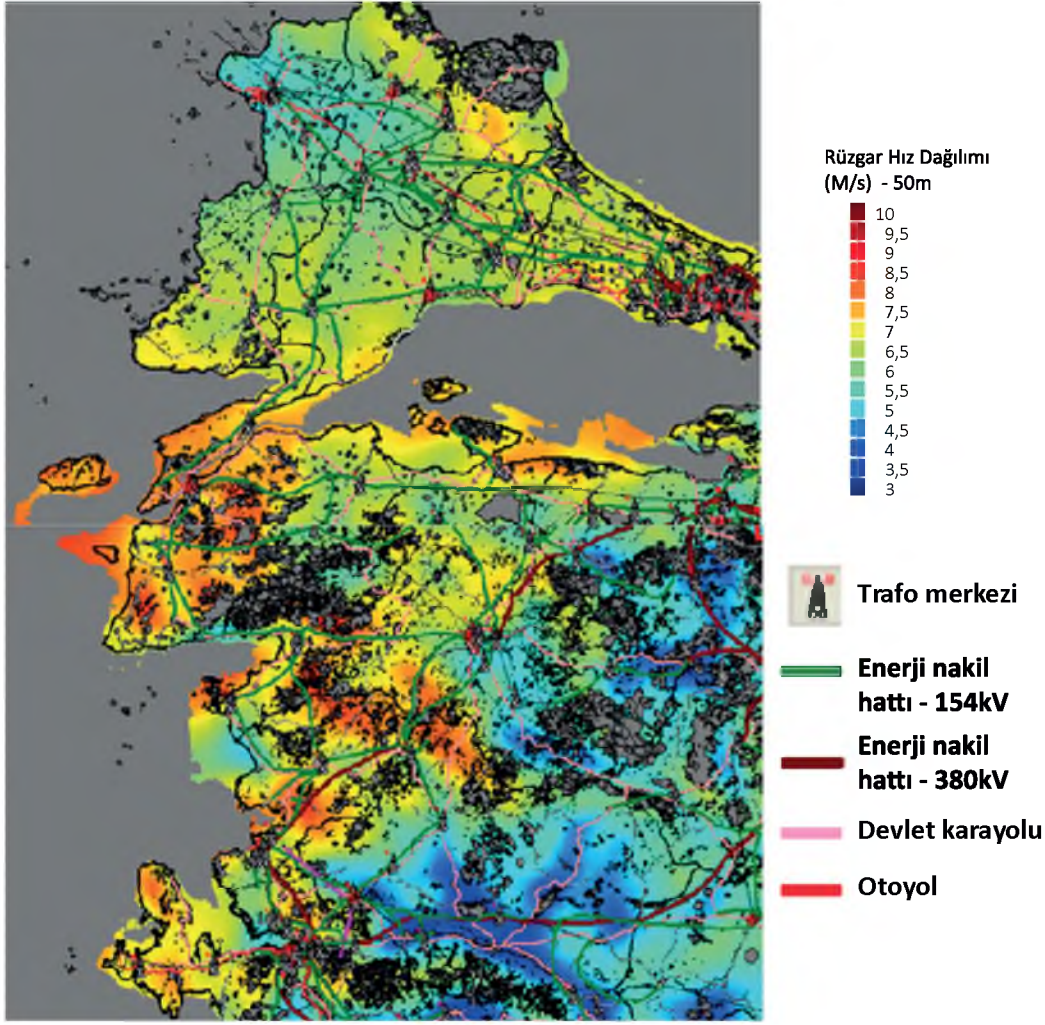 Rüzgar Hız Dağılımı
(M/s) - 50m
10
9,5
9
8,5
8
7,5
7
6,5
6
5,5
5
4,5
4
3,5
3
Trafo merkezi
Enerji nakil
hattı - 154kV
Enerji nakil
hattı - 380kV
Devlet karayolu
Otoyol